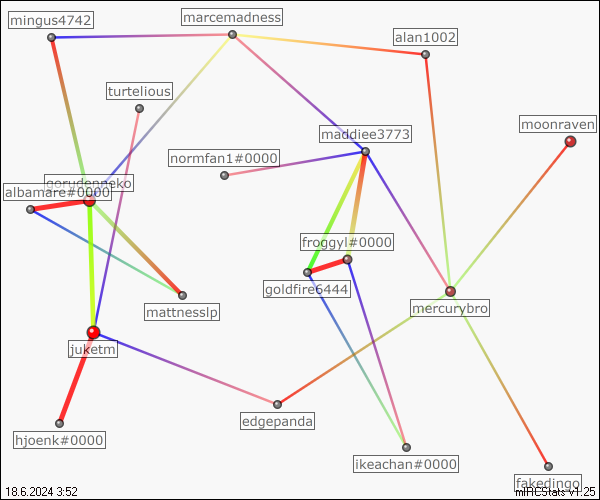 mingus4742
marcemadness
alan1002
turtelious
moonraven
maddiee3773
normfan1#0000
gorudenneko
albamare#0000
froggyl#0000
goldfire6444
mattnesslp
mercurybro
juketm
edgepanda
hjoenk#0000
ikeachan#0000
fakedingo
18.6.2024 3:52
mIRCStats v1.25